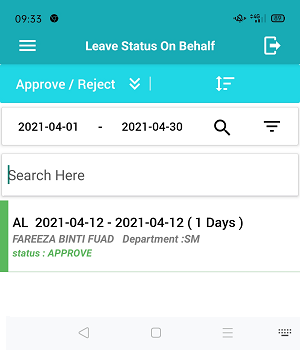 09:33
Leave Status On Behalf
Approve / Reject
2021-04-01 - 2021-04-30
Search Here
AL 2021-04-12 - 2021-04-12 ( 1 Days )
FAREEZA BINTI FUAD Department :SM
status : APPROVE